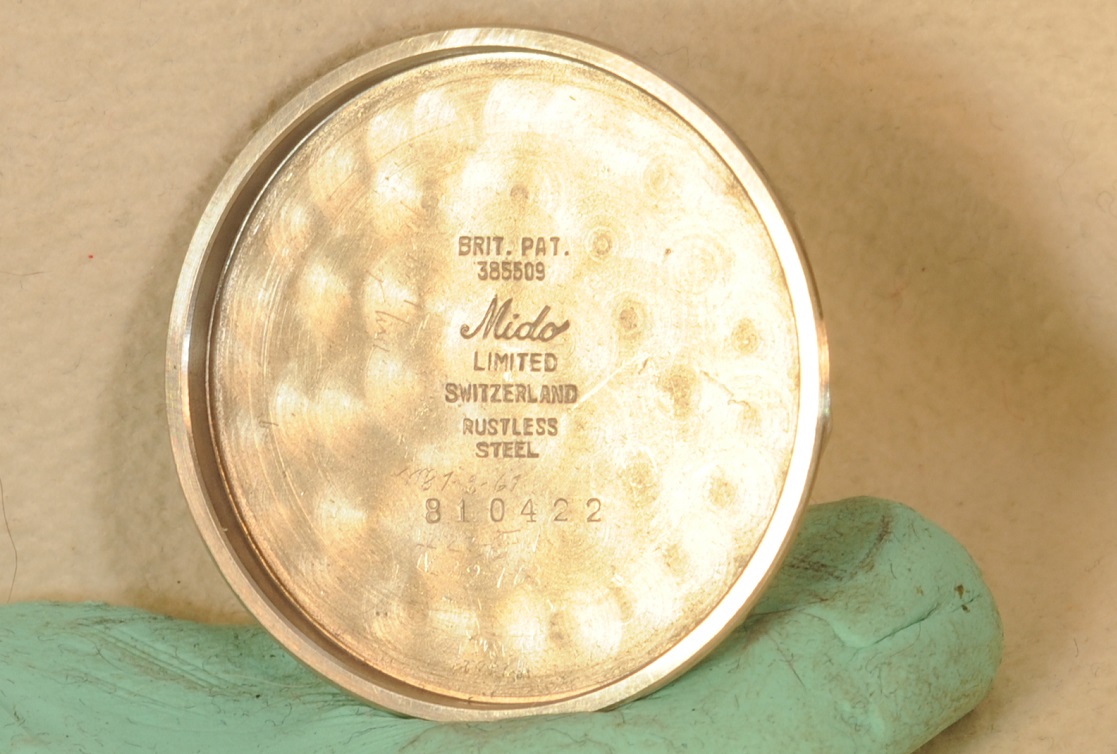 BRIT. PAT.
385509
Mido
LIMITED
SWITZERLAND
RUSTLESS
STEEL
810422